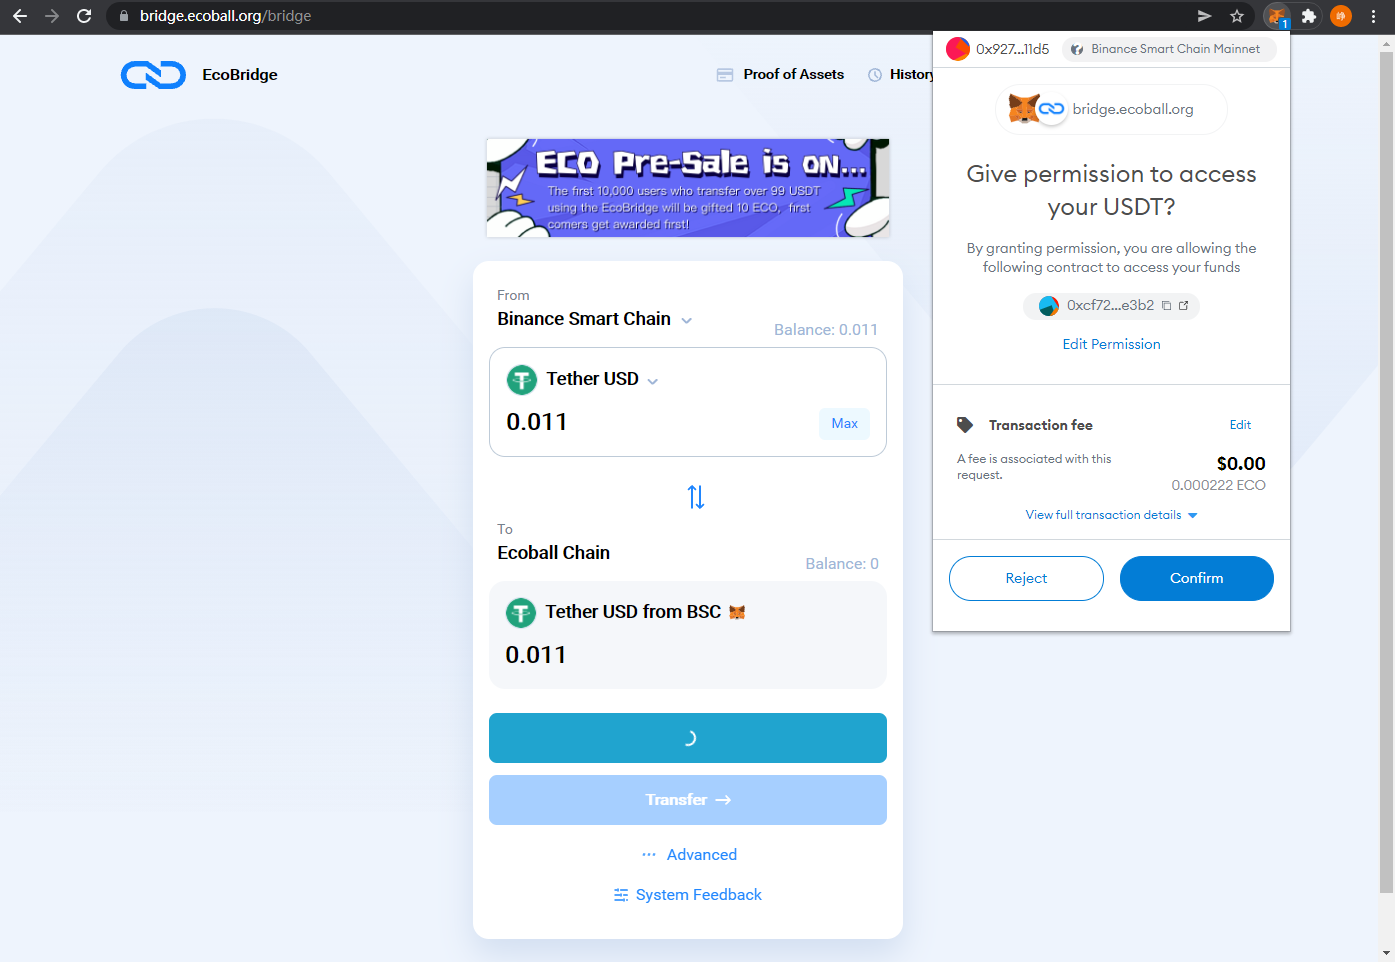 bridge.ecoball.org/bridge
1
EcoBridge
Proof of Assets
History
ECO Pre-Sale is on...
The first 10,000 users who transfer over 99 USDT
using the EcoBridge will be gifted 10 ECO, first
comers get awarded first!
From
Binance Smart Chain
Balance: 0.011
Tether USD
0.011
Max
To
Ecoball Chain
Balance: 0
Tether USD from BSC
0.011
Transfer →
Advanced
System Feedback
0x927...11d5
Binance Smart Chain Mainnet
bridge.ecoball.org
Give permission to access
your USDT?
By granting permission, you are allowing the
following contract to access your funds
0xcf72...e3b2
Edit Permission
Transaction fee
Edit
A fee is associated with this
request.
$0.00
0.000222 ECO
View full transaction details
Reject
Confirm